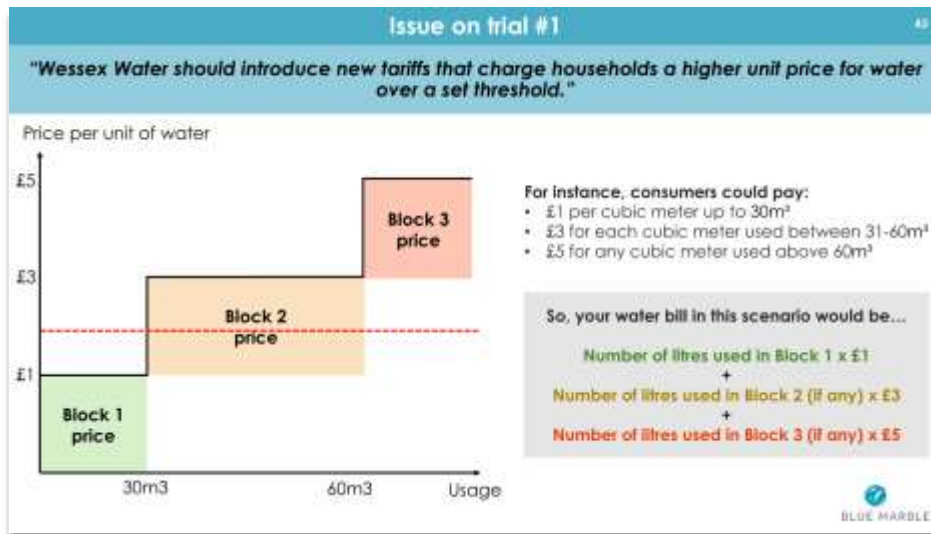 Issue on trial #1
43
"Wessex Water should introduce new tariffs that charge households a higher unit price for water
over a set threshold."
Price per unit of water
£5
£3
£1
Block 1
price
Block 2
price
Block 3
price
30m3
60m3
Usage
For instance, consumers could pay:
• £1 per cubic meter up to 30m³
• £3 for each cubic meter used between 31-60m³
• £5 for any cubic meter used above 60m³
So, your water bill in this scenario would be…
Number of litres used in Block 1 x £1
+
Number of litres used in Block 2 (if any) x £3
+
Number of litres used in Block 3 (if any) x £5
BLUE MARBLE